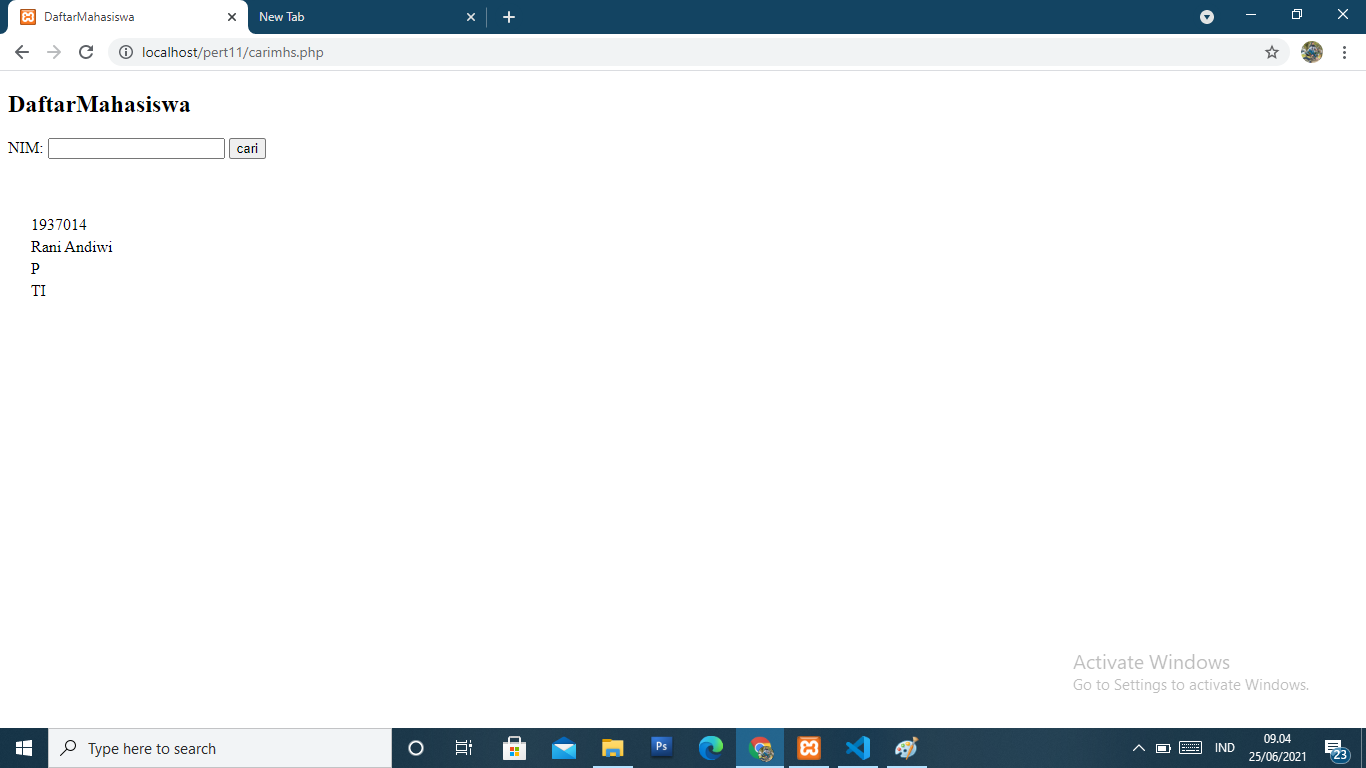 DaftarMahasiswa
New Tab
localhost/pert11/carimhs.php
DaftarMahasiswa
NIM: cari
1937014
Rani Andiwi
P
TI
Activate Windows
Go to Settings to activate Windows.
Type here to search
Ps
IND
09.04
25/06/2021
23